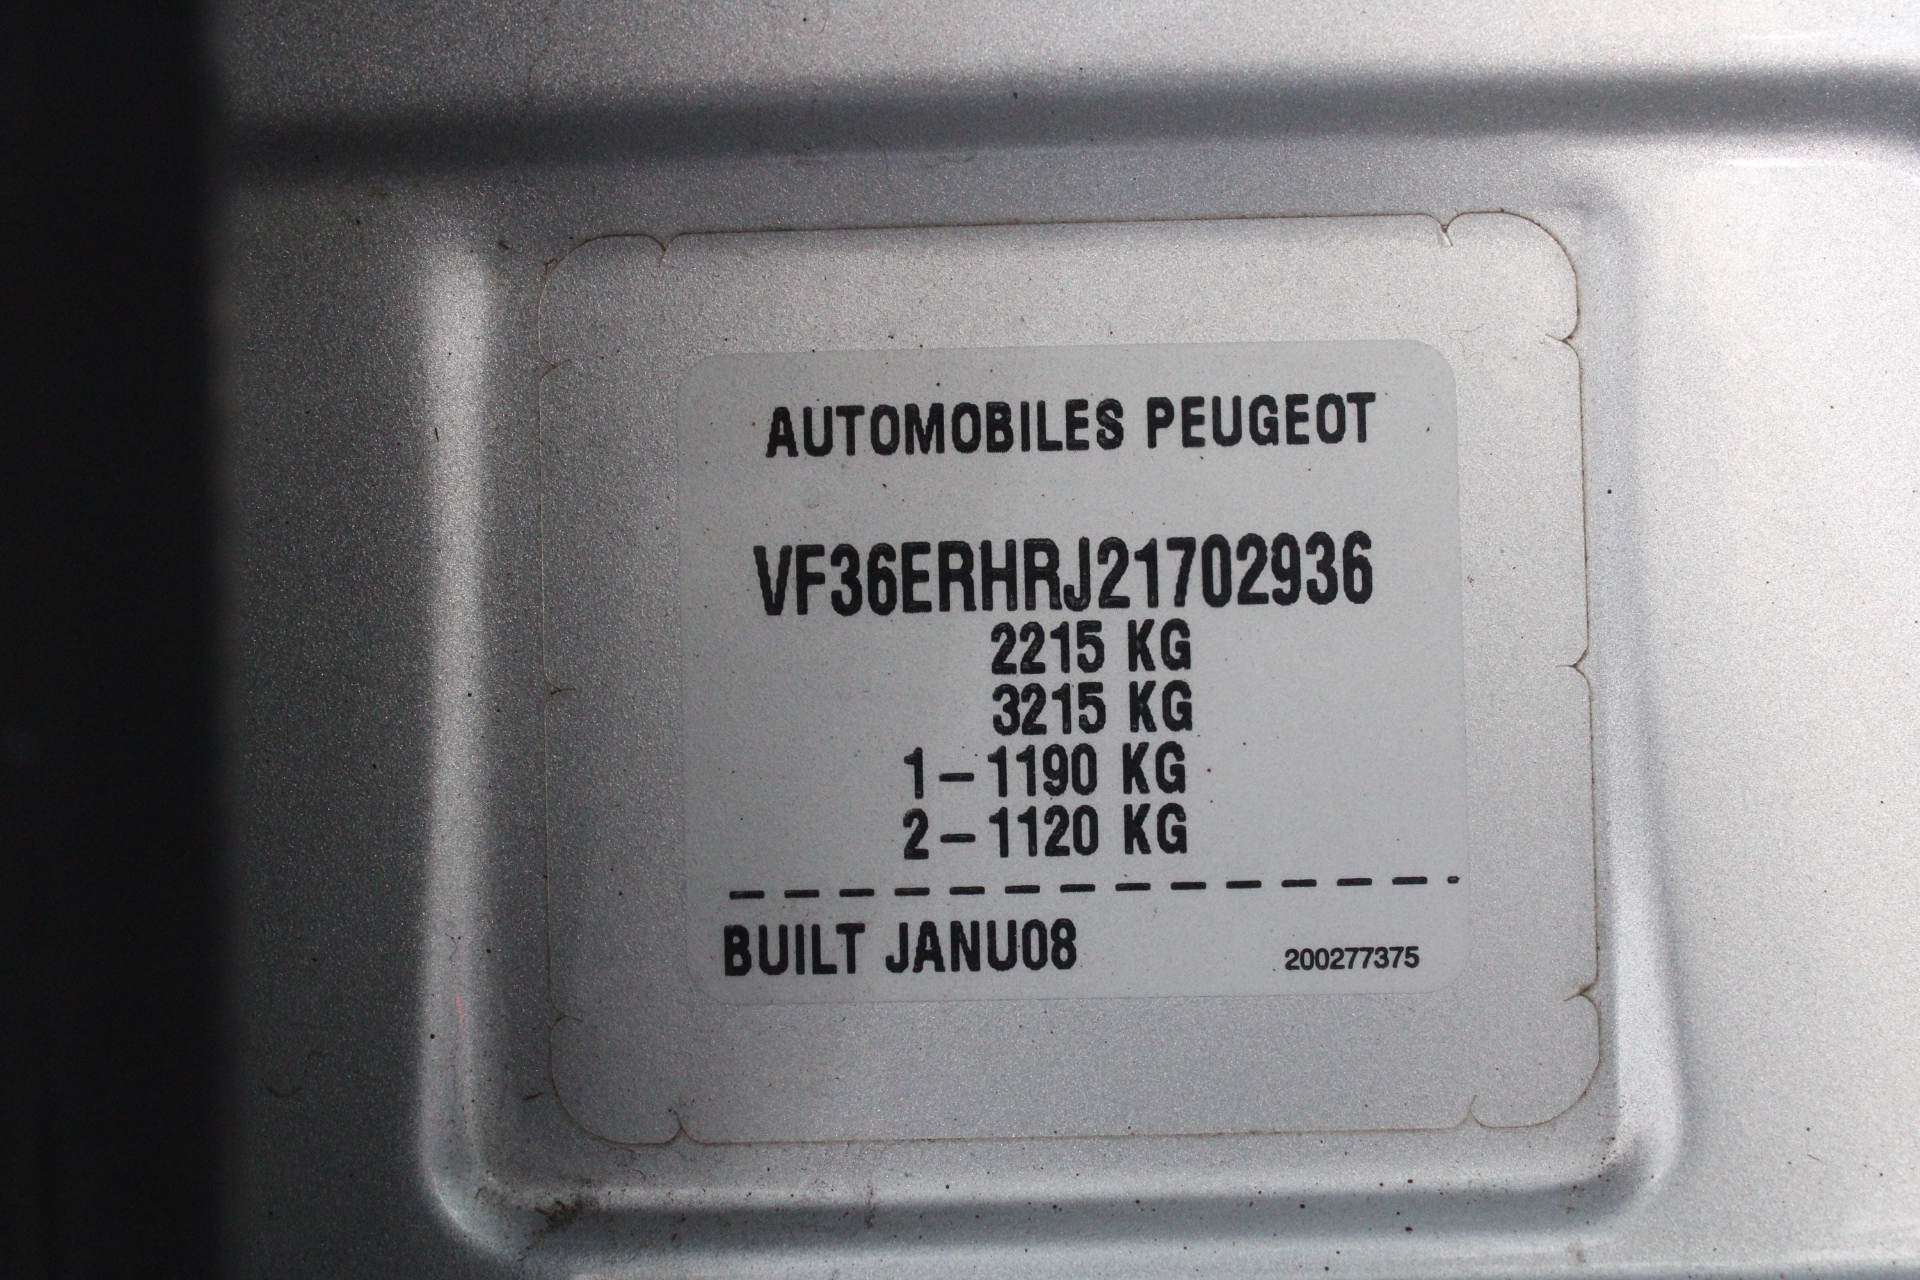 AUTOMOBILES PEUGEOT
VF36ERHRJ21702936
2215 KG
3215 KG
1-1190 KG
2-1120 KG
BUILT JANU08 200277375